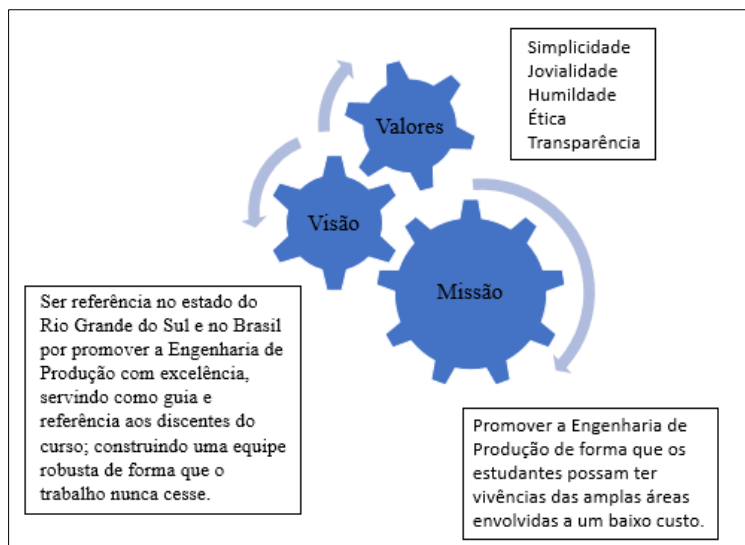 Simplicidade
Jovialidade
Humildade
Ética
Transparência
Valores
Visão
Missão
Ser referência no estado do
Rio Grande do Sul e no Brasil
por promover a Engenharia de
Produção com excelência,
servindo como guia e
referência aos discentes do
curso; construindo uma equipe
robusta de forma que o
trabalho nunca cesse.
Promover a Engenharia de
Produção de forma que os
estudantes possam ter
vivências das amplas áreas
envolvidas a um baixo custo.